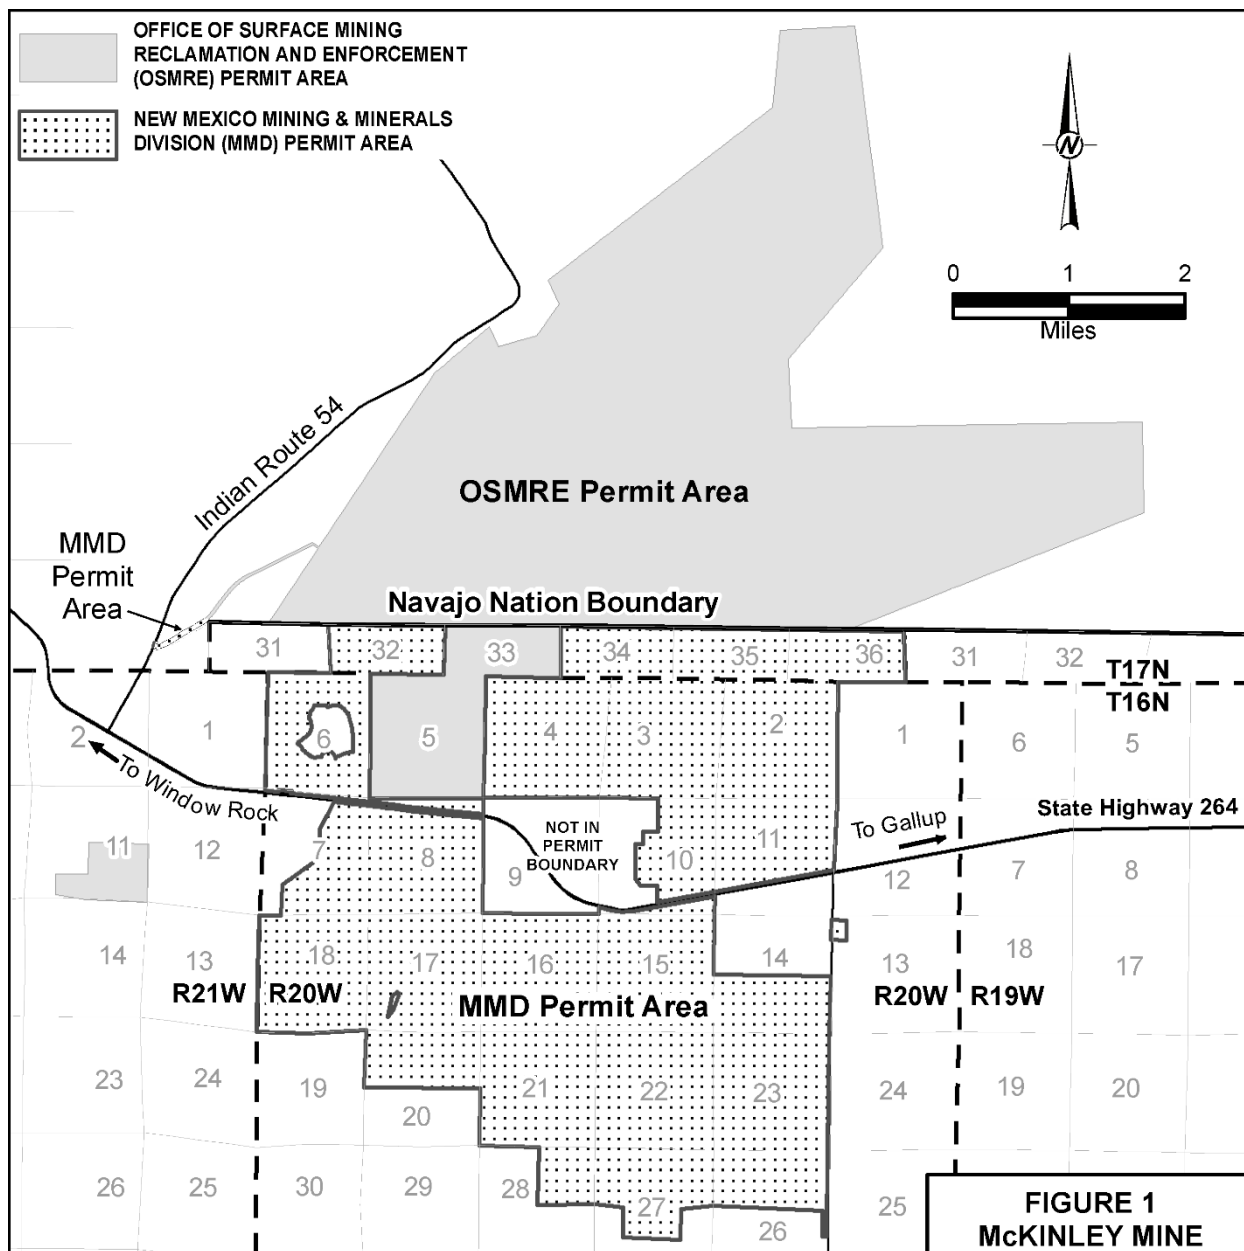 OFFICE OF SURFACE MINING
RECLAMATION AND ENFORCEMENT
(OSMRE) PERMIT AREA
NEW MEXICO MINING & MINERALS
DIVISION (MMD) PERMIT AREA
N
0 1 2
Miles
Indian Route 54
OSMRE Permit Area
MMD
Permit
Area
Navajo Nation Boundary
31 32 33 34 35 36 31 32
T17N
T16N
2 1 6 5 4 3 2 1 6 5
To Window Rock
To Gallup
State Highway 264
NOT IN
PERMIT
BOUNDARY
11 12 7 8 9 10 11 12 7 8
14 13 18 17 16 15 14 13 18 17
R21W R20W
MMD Permit Area
R20W R19W
23 24 19 20 21 22 23 24 19 20
26 25 30 29 28 27 26 25
FIGURE 1
McKINLEY MINE